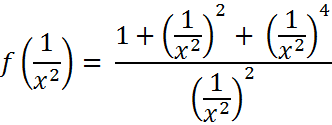 f(1/x²) = (1 + (1/x²)² + (1/x²)⁴) / (1/x²)²